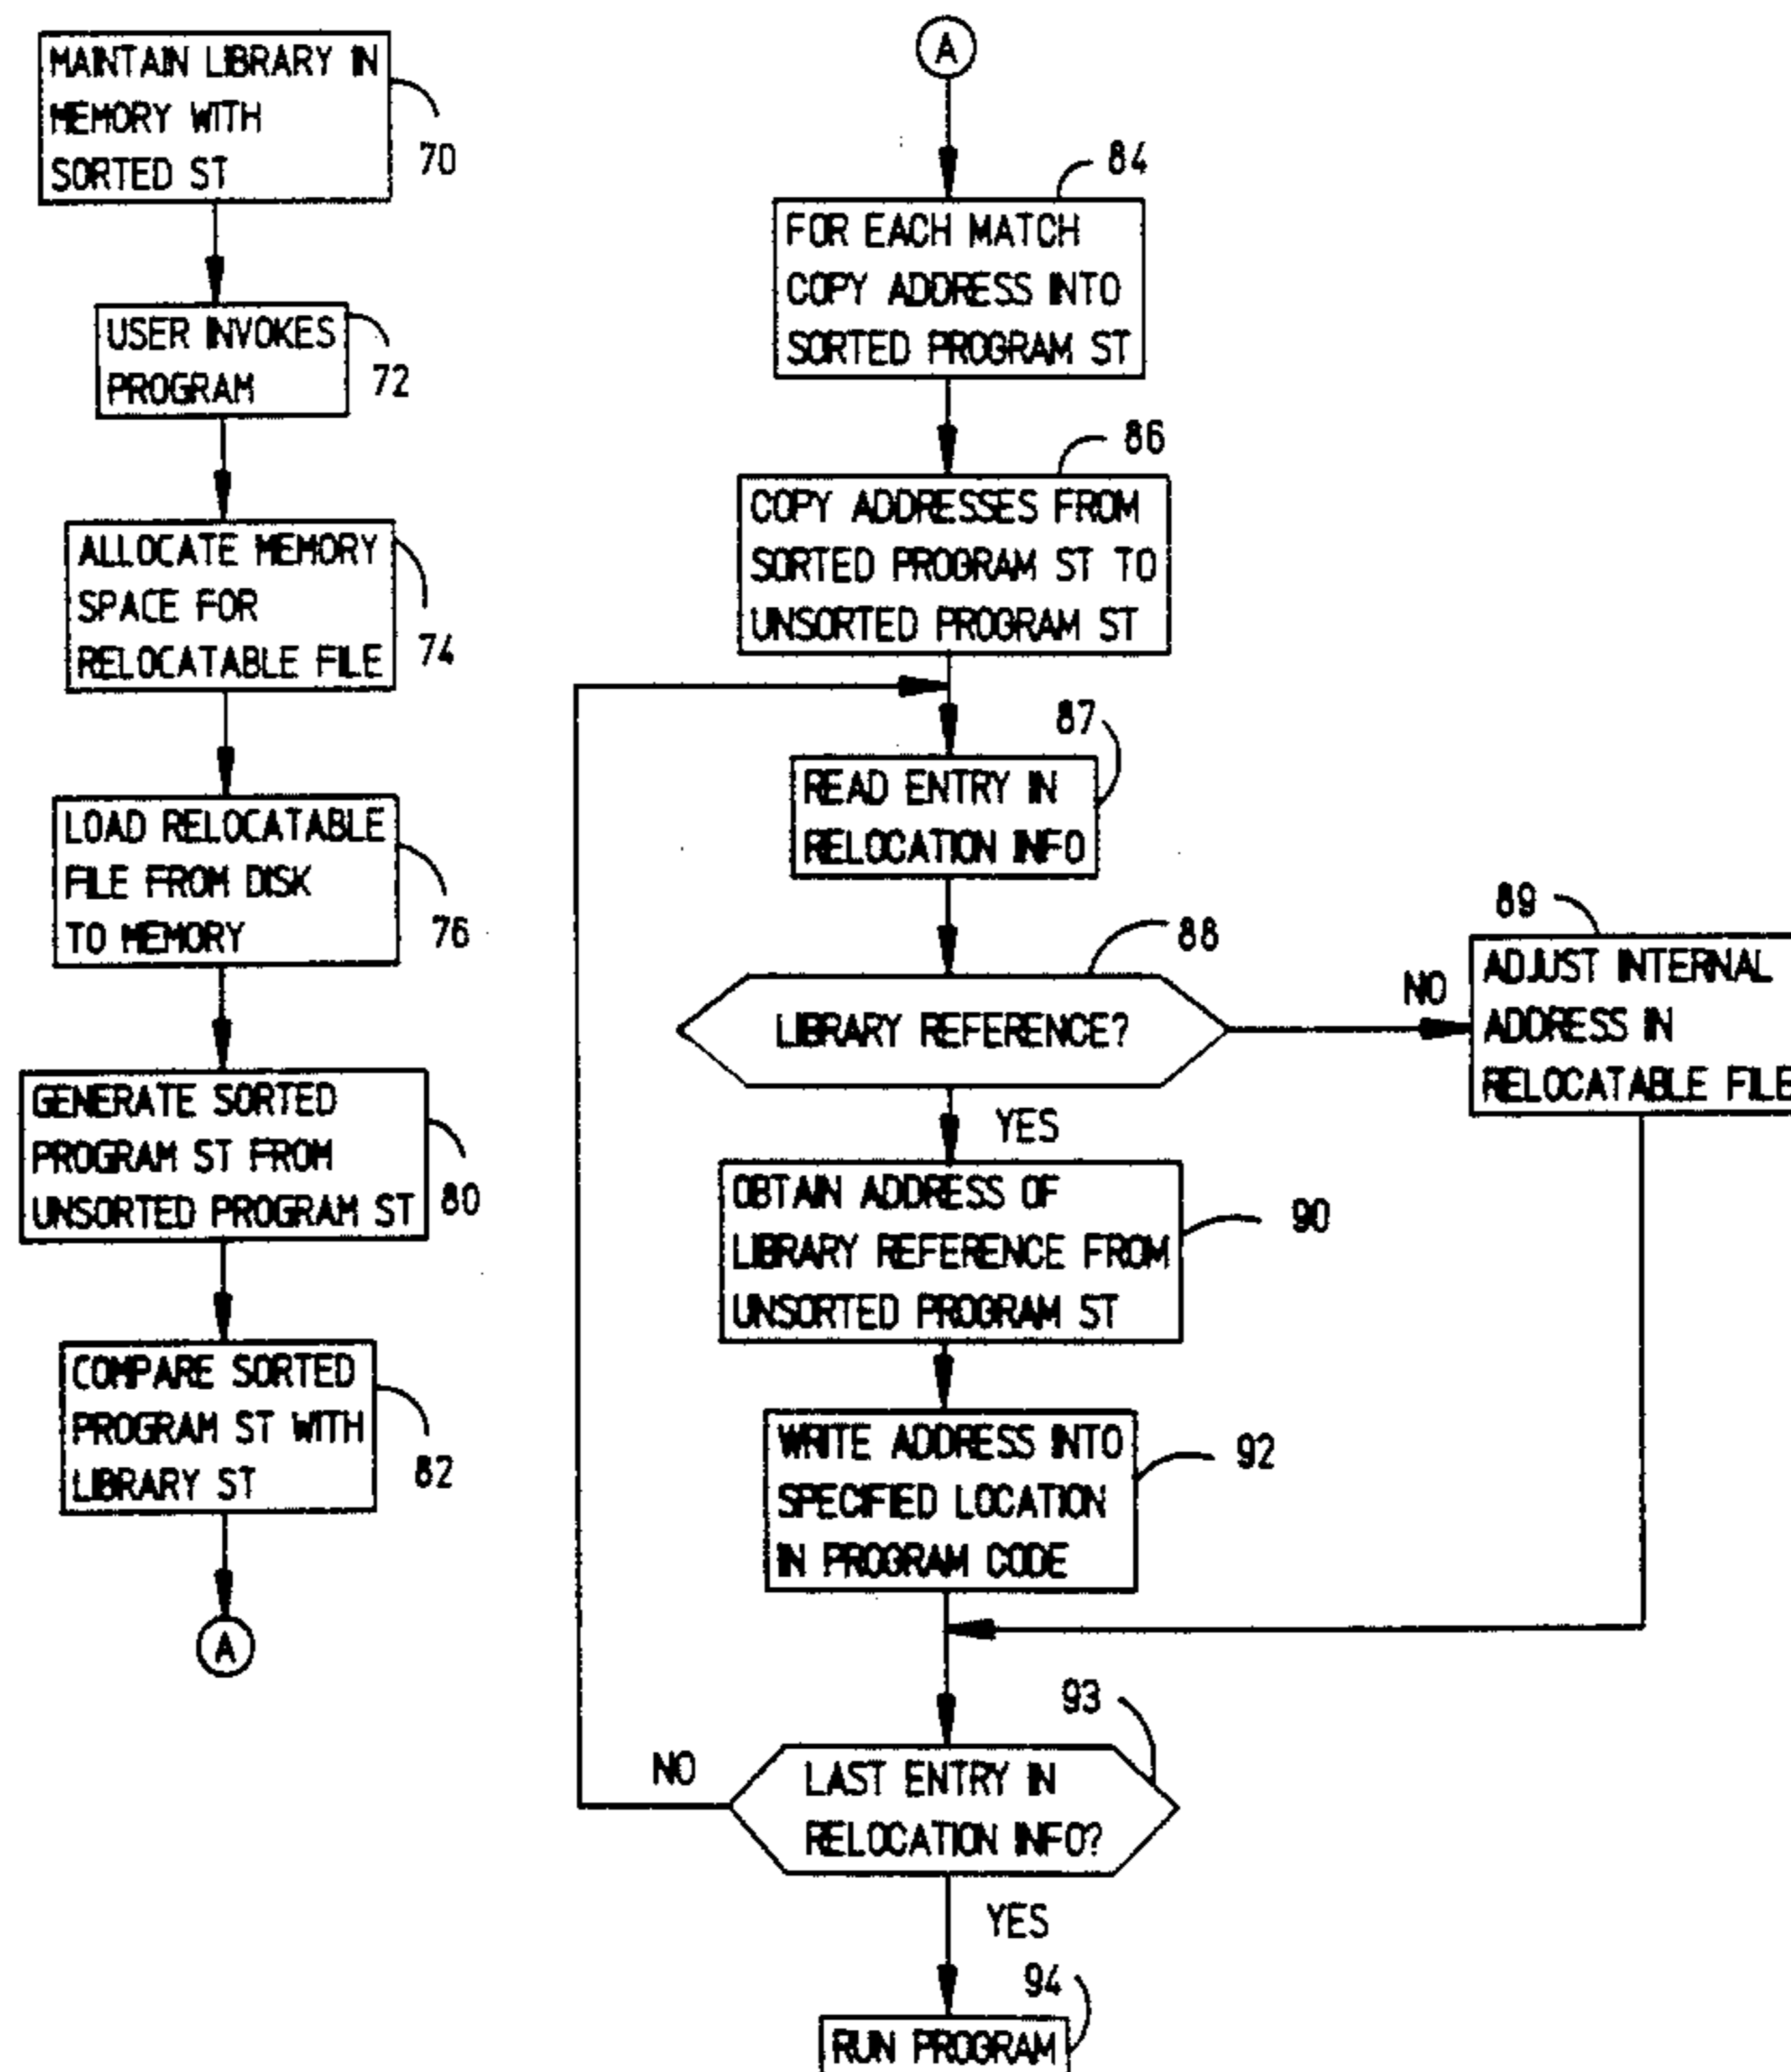 MAINTAIN LIBRARY IN
MEMORY WITH
SORTED ST
70
USER INVOKES
PROGRAM
72
ALLOCATE MEMORY
SPACE FOR
RELOCATABLE FILE
74
LOAD RELOCATABLE
FILE FROM DISK
TO MEMORY
76
GENERATE SORTED
PROGRAM ST FROM
UNSORTED PROGRAM ST
80
COMPARE SORTED
PROGRAM ST WITH
LIBRARY ST
82
A
A
84
FOR EACH MATCH
COPY ADDRESS INTO
SORTED PROGRAM ST
86
COPY ADDRESSES FROM
SORTED PROGRAM ST TO
UNSORTED PROGRAM ST
87
READ ENTRY IN
RELOCATION INFO
88
LIBRARY REFERENCE?
NO
89
ADJUST INTERNAL
ADDRESS IN
RELOCATABLE FILE
YES
OBTAIN ADDRESS OF
LIBRARY REFERENCE FROM
UNSORTED PROGRAM ST
90
WRITE ADDRESS INTO
SPECIFIED LOCATION
IN PROGRAM CODE
92
93
LAST ENTRY IN
RELOCATION INFO?
NO
YES
94
RUN PROGRAM